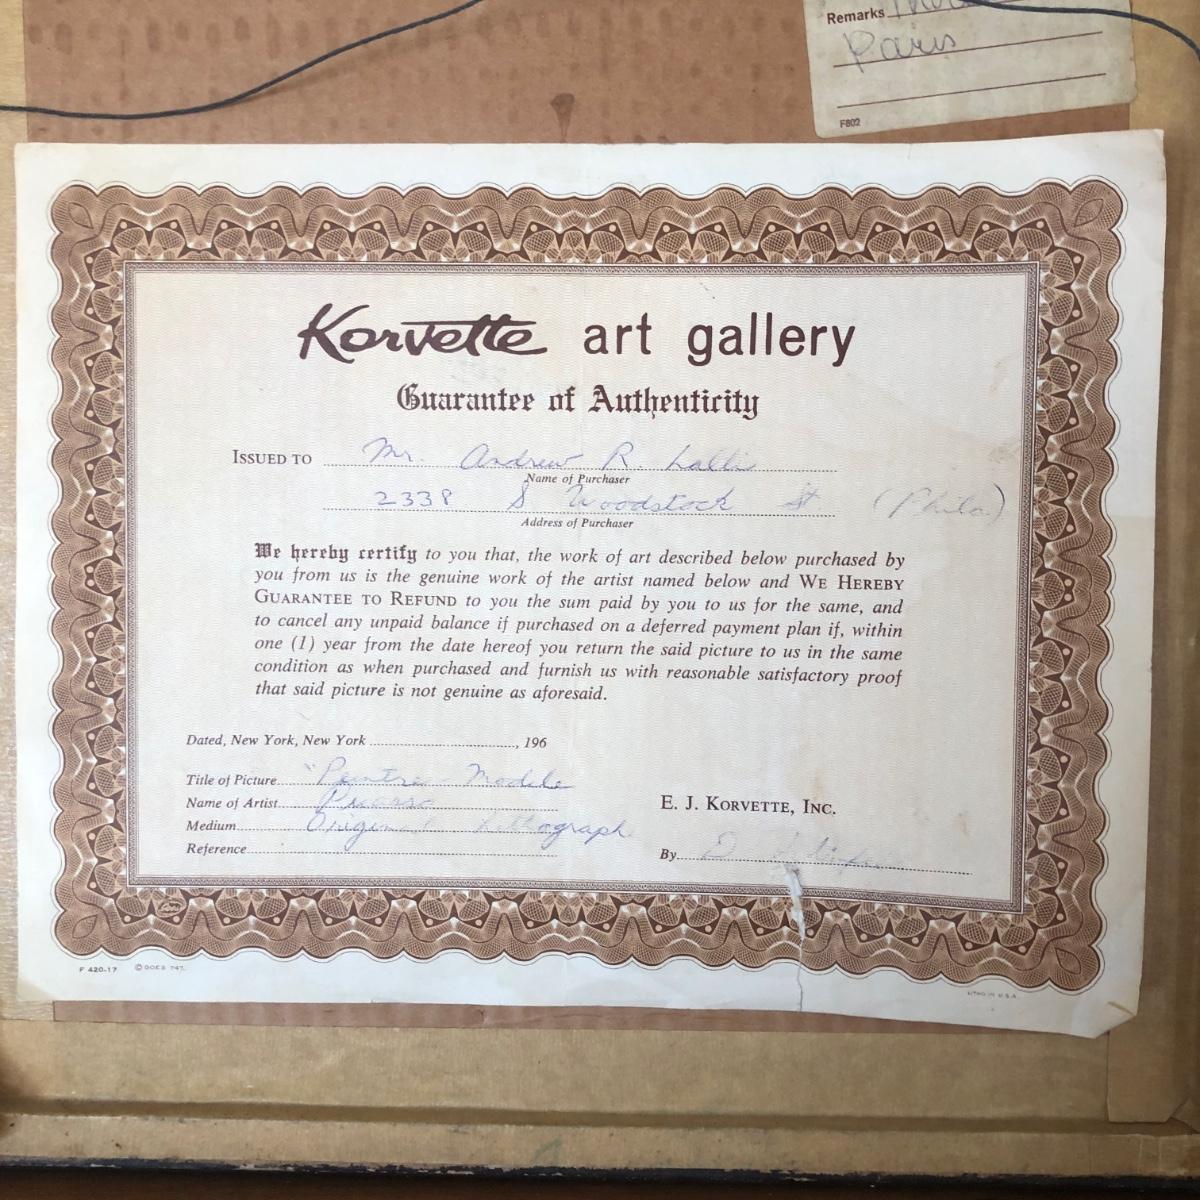 Remarks
Paris
F802
Korvette art gallery
Guarantee of Authenticity
ISSUED TO Mr. Andrew R. Lalli
Name of Purchaser
2338 S Woodstock St (Phila)
Address of Purchaser
We hereby certify to you that, the work of art described below purchased by
you from us is the genuine work of the artist named below and WE HEREBY
GUARANTEE TO REFUND to you the sum paid by you to us for the same, and
to cancel any unpaid balance if purchased on a deferred payment plan if, within
one (1) year from the date hereof you return the said picture to us in the same
condition as when purchased and furnish us with reasonable satisfactory proof
that said picture is not genuine as aforesaid.
Dated, New York, New York ............, 196
Title of Picture "Peintre - Modele
Name of Artist Picasso
E. J. KORVETTE, INC.
Medium Original Lithograph
Reference
By D
F 420-17
© GOES 747.
LITHO IN U.S.A.